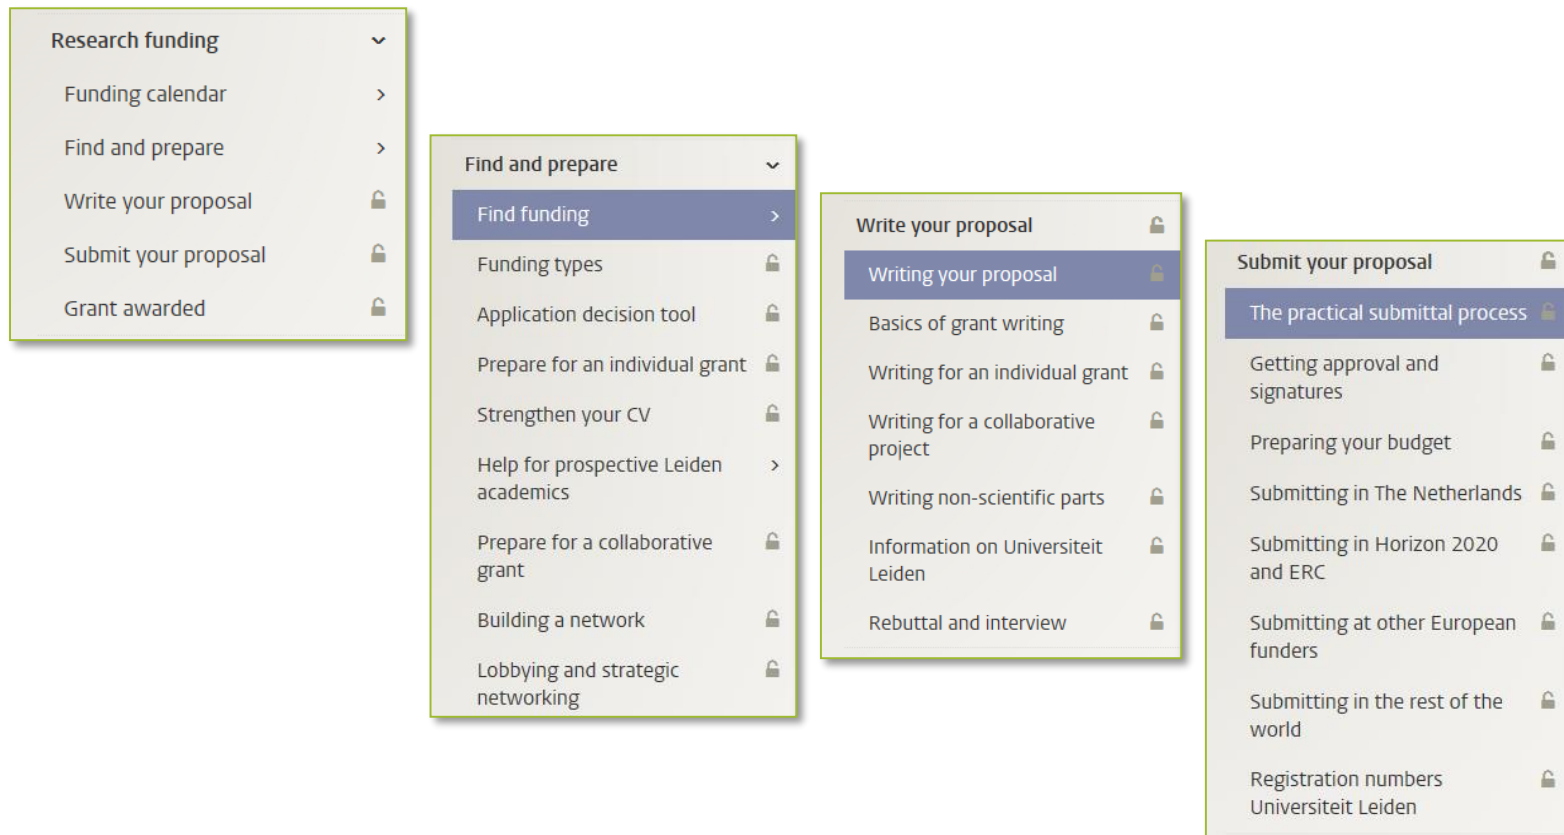 Research funding
Funding calendar
Find and prepare
Write your proposal
Submit your proposal
Grant awarded
Find and prepare
Find funding
Funding types
Application decision tool
Prepare for an individual grant
Strengthen your CV
Help for prospective Leiden
academics
Prepare for a collaborative
grant
Building a network
Lobbying and strategic
networking
Write your proposal
Writing your proposal
Basics of grant writing
Writing for an individual grant
Writing for a collaborative
project
Writing non-scientific parts
Information on Universiteit
Leiden
Rebuttal and interview
Submit your proposal
The practical submittal process
Getting approval and
signatures
Preparing your budget
Submitting in The Netherlands
Submitting in Horizon 2020
and ERC
Submitting at other European
funders
Submitting in the rest of the
world
Registration numbers
Universiteit Leiden